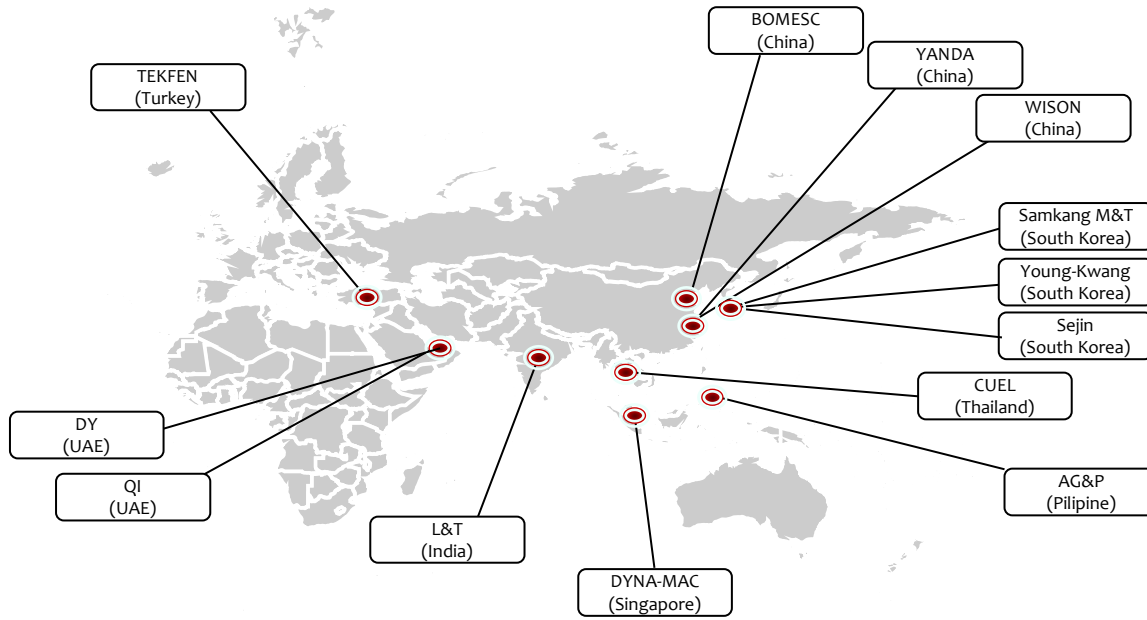 BOMESC
(China)
YANDA
(China)
TEKFEN
(Turkey)
WISON
(China)
Samkang M&T
(South Korea)
Young-Kwang
(South Korea)
Sejin
(South Korea)
CUEL
(Thailand)
DY
(UAE)
AG&P
(Pilipine)
QI
(UAE)
L&T
(India)
DYNA-MAC
(Singapore)